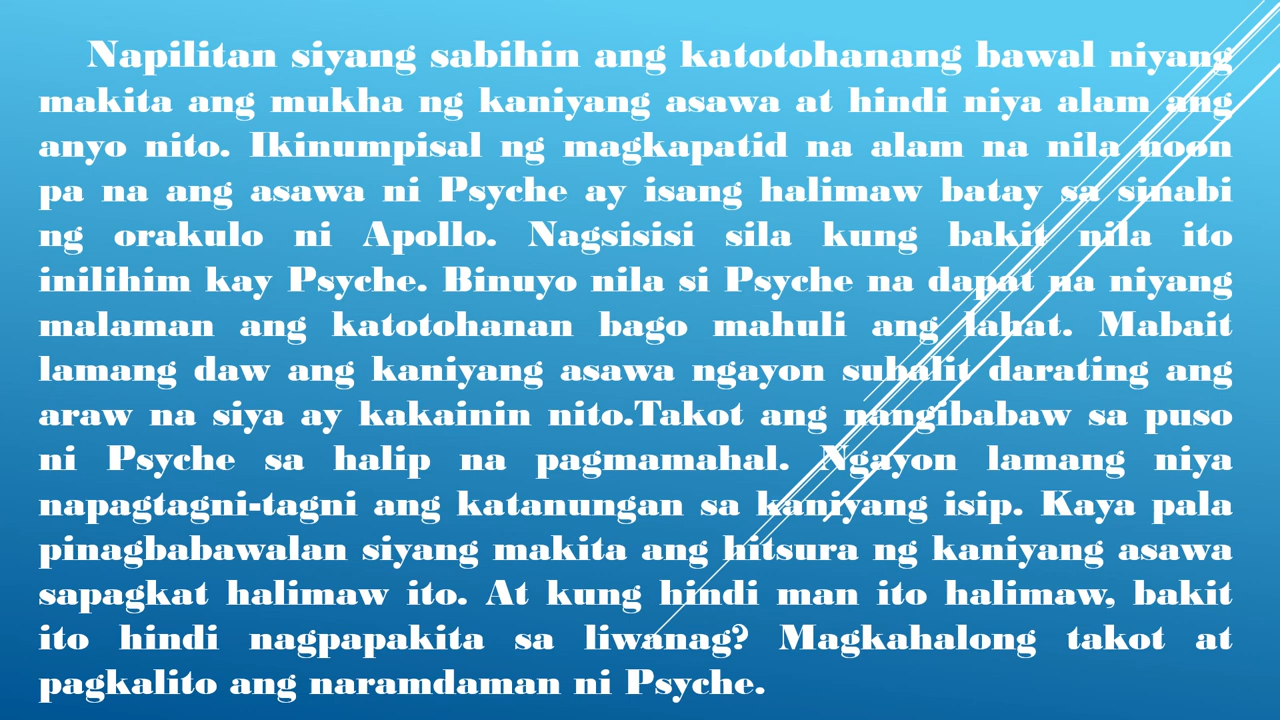 Napilitan siyang sabihin ang katotohanang bawal niyang
makita ang mukha ng kaniyang asawa at hindi niya alam ang
anyo nito. Ikinumpisal ng magkapatid na alam na nila noon
pa na ang asawa ni Psyche ay isang halimaw batay sa sinabi
ng orakulo ni Apollo. Nagsisisi sila kung bakit nila ito
inilihim kay Psyche. Binuyo nila si Psyche na dapat na niyang
malaman ang katotohanan bago mahuli ang lahat. Mabait
lamang daw ang kaniyang asawa ngayon subalit darating ang
araw na siya ay kakainin nito.Takot ang nangibabaw sa puso
ni Psyche sa halip na pagmamahal. Ngayon lamang niya
napagtagni-tagni ang katanungan sa kaniyang isip. Kaya pala
pinagbabawalan siyang makita ang hitsura ng kaniyang asawa
sapagkat halimaw ito. At kung hindi man ito halimaw, bakit
ito hindi nagpapakita sa liwanag? Magkahalong takot at
pagkalito ang naramdaman ni Psyche.